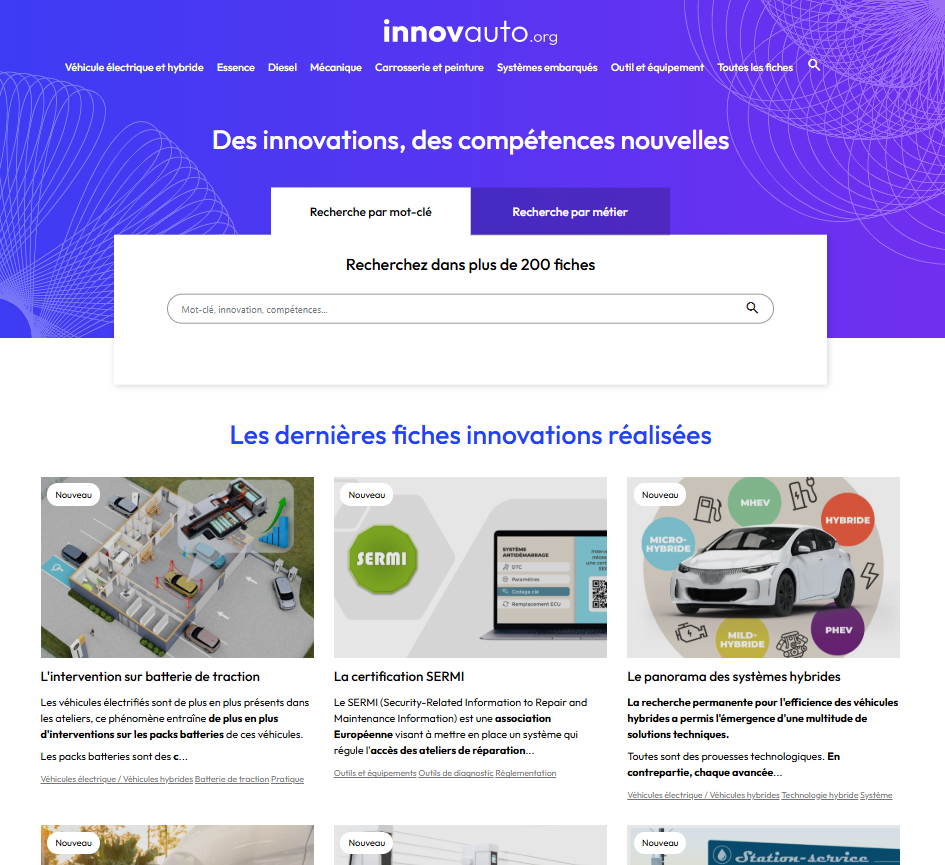 innovauto.org
Véhicule électrique et hybride Essence Diesel Mécanique Carrosserie et peinture Systèmes embarqués Outil et équipement Toutes les fiches
Des innovations, des compétences nouvelles
Recherche par mot-clé Recherche par métier
Recherchez dans plus de 200 fiches
Mot-clé, innovation, compétences...
Les dernières fiches innovations réalisées
Nouveau
L'intervention sur batterie de traction
Les véhicules électrifiés sont de plus en plus présents dans
les ateliers, ce phénomène entraîne de plus en plus
d'interventions sur les packs batteries de ces véhicules.
Les packs batteries sont des c...
Véhicules électrique / Véhicules hybrides Batterie de traction Pratique
Nouveau
SERMI
SYSTÈME
ANTIDÉMARRAGE
DTC
Paramètres
Codage clé
Remplacement ECU
La certification SERMI
Le SERMI (Security-Related Information to Repair and
Maintenance Information) est une association
Européenne visant à mettre en place un système qui
régule l'accès des ateliers de réparation...
Outils et équipements Outils de diagnostic Règlementation
Nouveau
MHEV
HYBRIDE
MICRO-
HYBRIDE
MILD-
HYBRIDE
PHEV
Le panorama des systèmes hybrides
La recherche permanente pour l'efficience des véhicules
hybrides a permis l'émergence d'une multitude de
solutions techniques.
Toutes sont des prouesses technologiques. En
contrepartie, chaque avancée...
Véhicules électrique / Véhicules hybrides Technologie hybride Système
Nouveau
Nouveau
Nouveau
Station-service